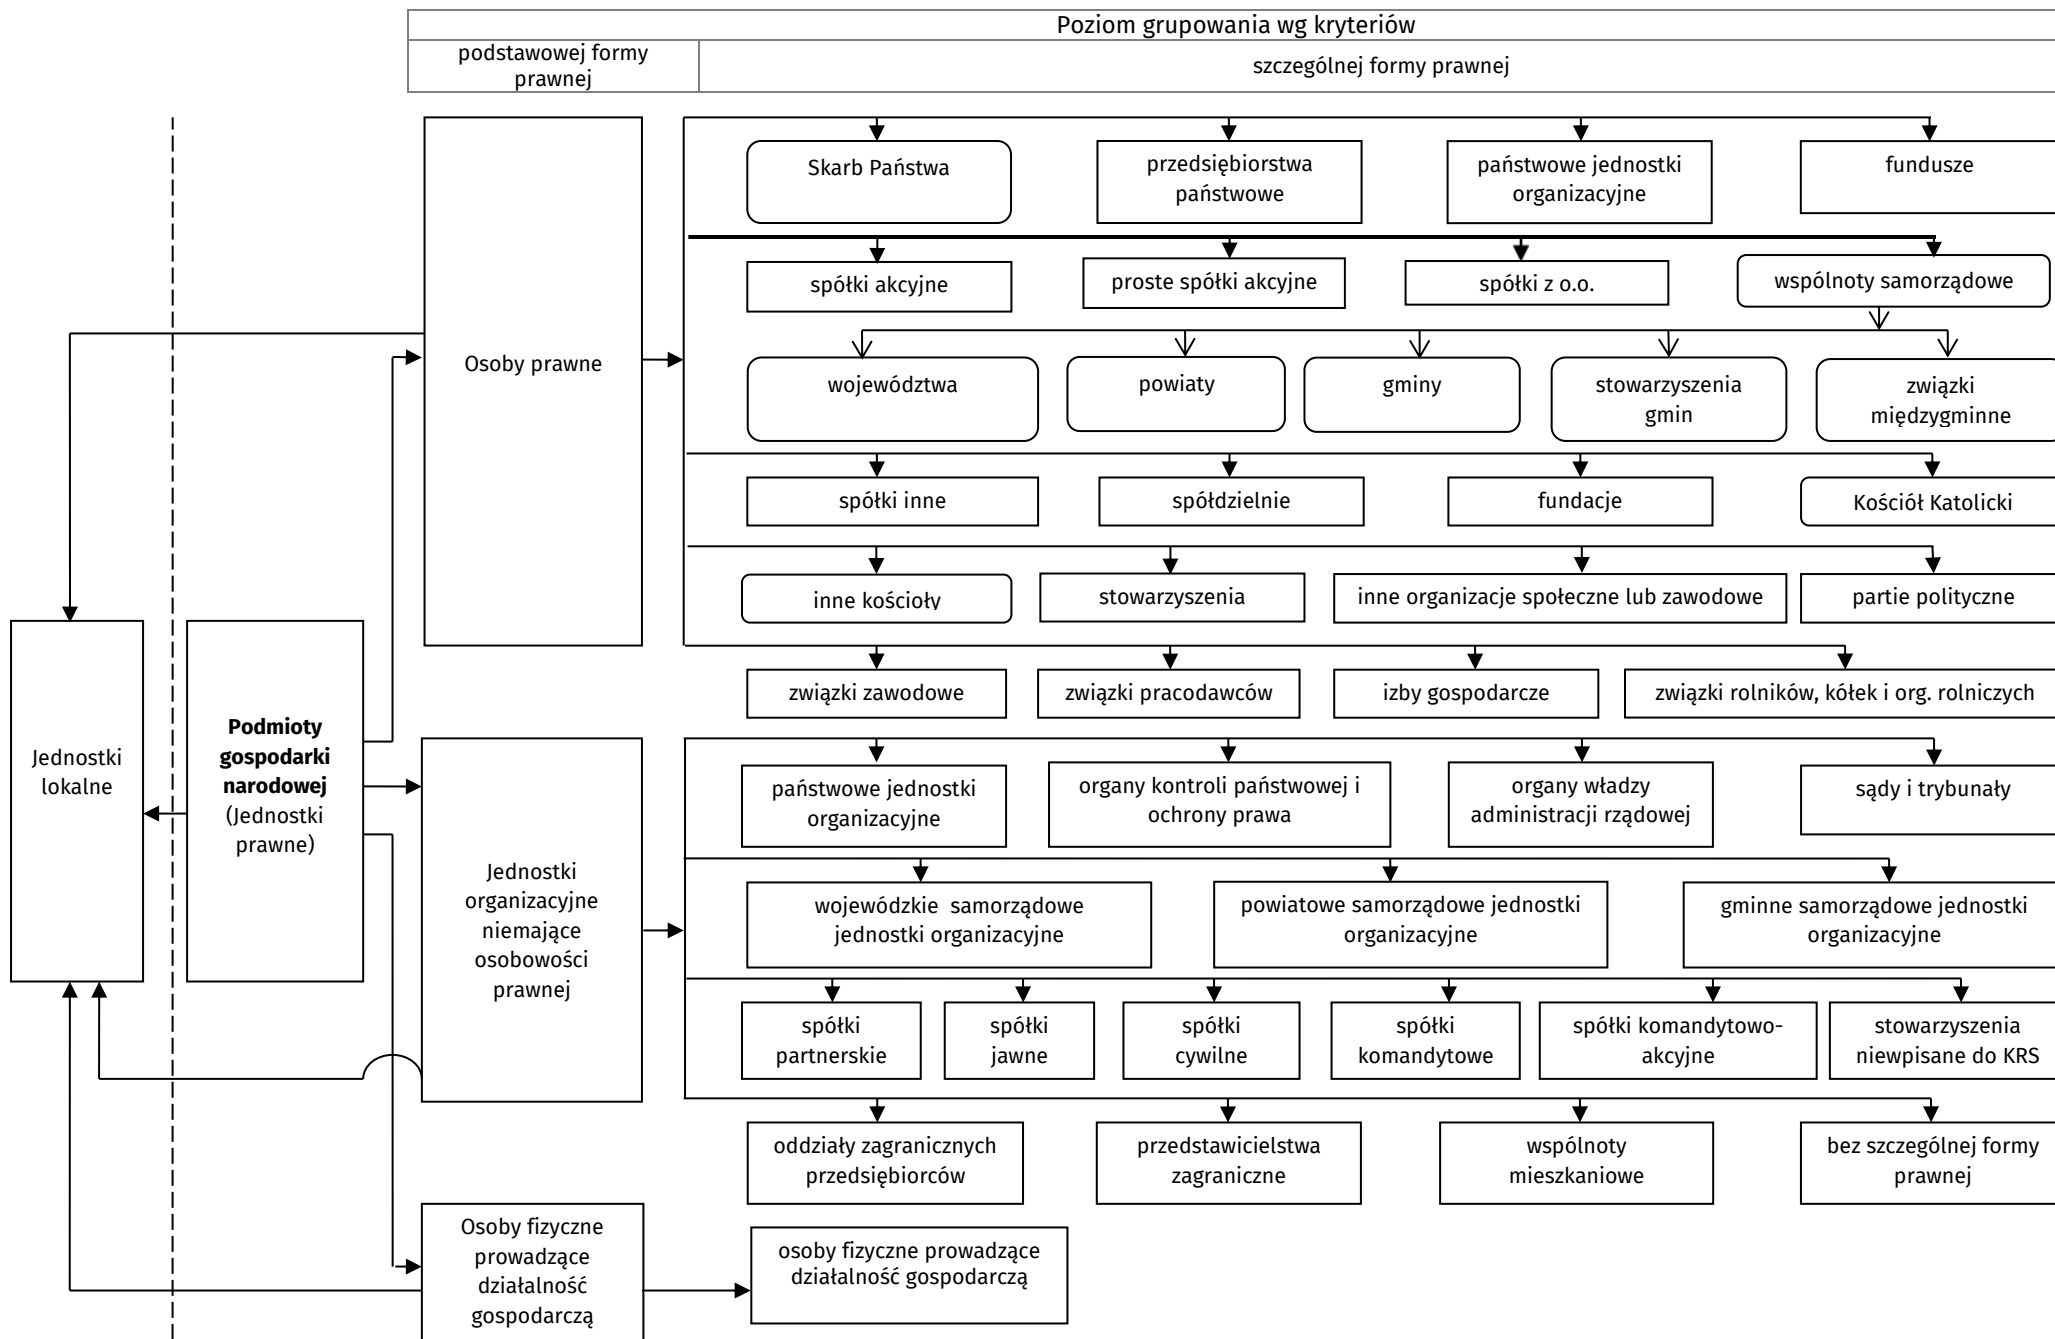 Poziom grupowania wg kryteriów
podstawowej formy
prawnej
szczególnej formy prawnej
Skarb Państwa
przedsiębiorstwa
państwowe
państwowe jednostki
organizacyjne
fundusze
spółki akcyjne
proste spółki akcyjne
spółki z o.o.
wspólnoty samorządowe
Osoby prawne
województwa
powiaty
gminy
stowarzyszenia
gmin
związki
międzygminne
spółki inne
spółdzielnie
fundacje
Kościół Katolicki
inne kościoły
stowarzyszenia
inne organizacje społeczne lub zawodowe
partie polityczne
związki zawodowe
związki pracodawców
izby gospodarcze
związki rolników, kółek i org. rolniczych
Jednostki
lokalne
Podmioty
gospodarki
narodowej
(Jednostki
prawne)
Jednostki
organizacyjne
niemające
osobowości
prawnej
państwowe jednostki
organizacyjne
organy kontroli państwowej i
ochrony prawa
organy władzy
administracji rządowej
sądy i trybunały
wojewódzkie  samorządowe
jednostki organizacyjne
powiatowe samorządowe jednostki
organizacyjne
gminne samorządowe jednostki
organizacyjne
spółki
partnerskie
spółki
jawne
spółki
cywilne
spółki
komandytowe
spółki komandytowo-
akcyjne
stowarzyszenia
niewpisane do KRS
oddziały zagranicznych
przedsiębiorców
przedstawicielstwa
zagraniczne
wspólnoty
mieszkaniowe
bez szczególnej formy
prawnej
Osoby fizyczne
prowadzące
działalność
gospodarczą
osoby fizyczne prowadzące
działalność gospodarczą